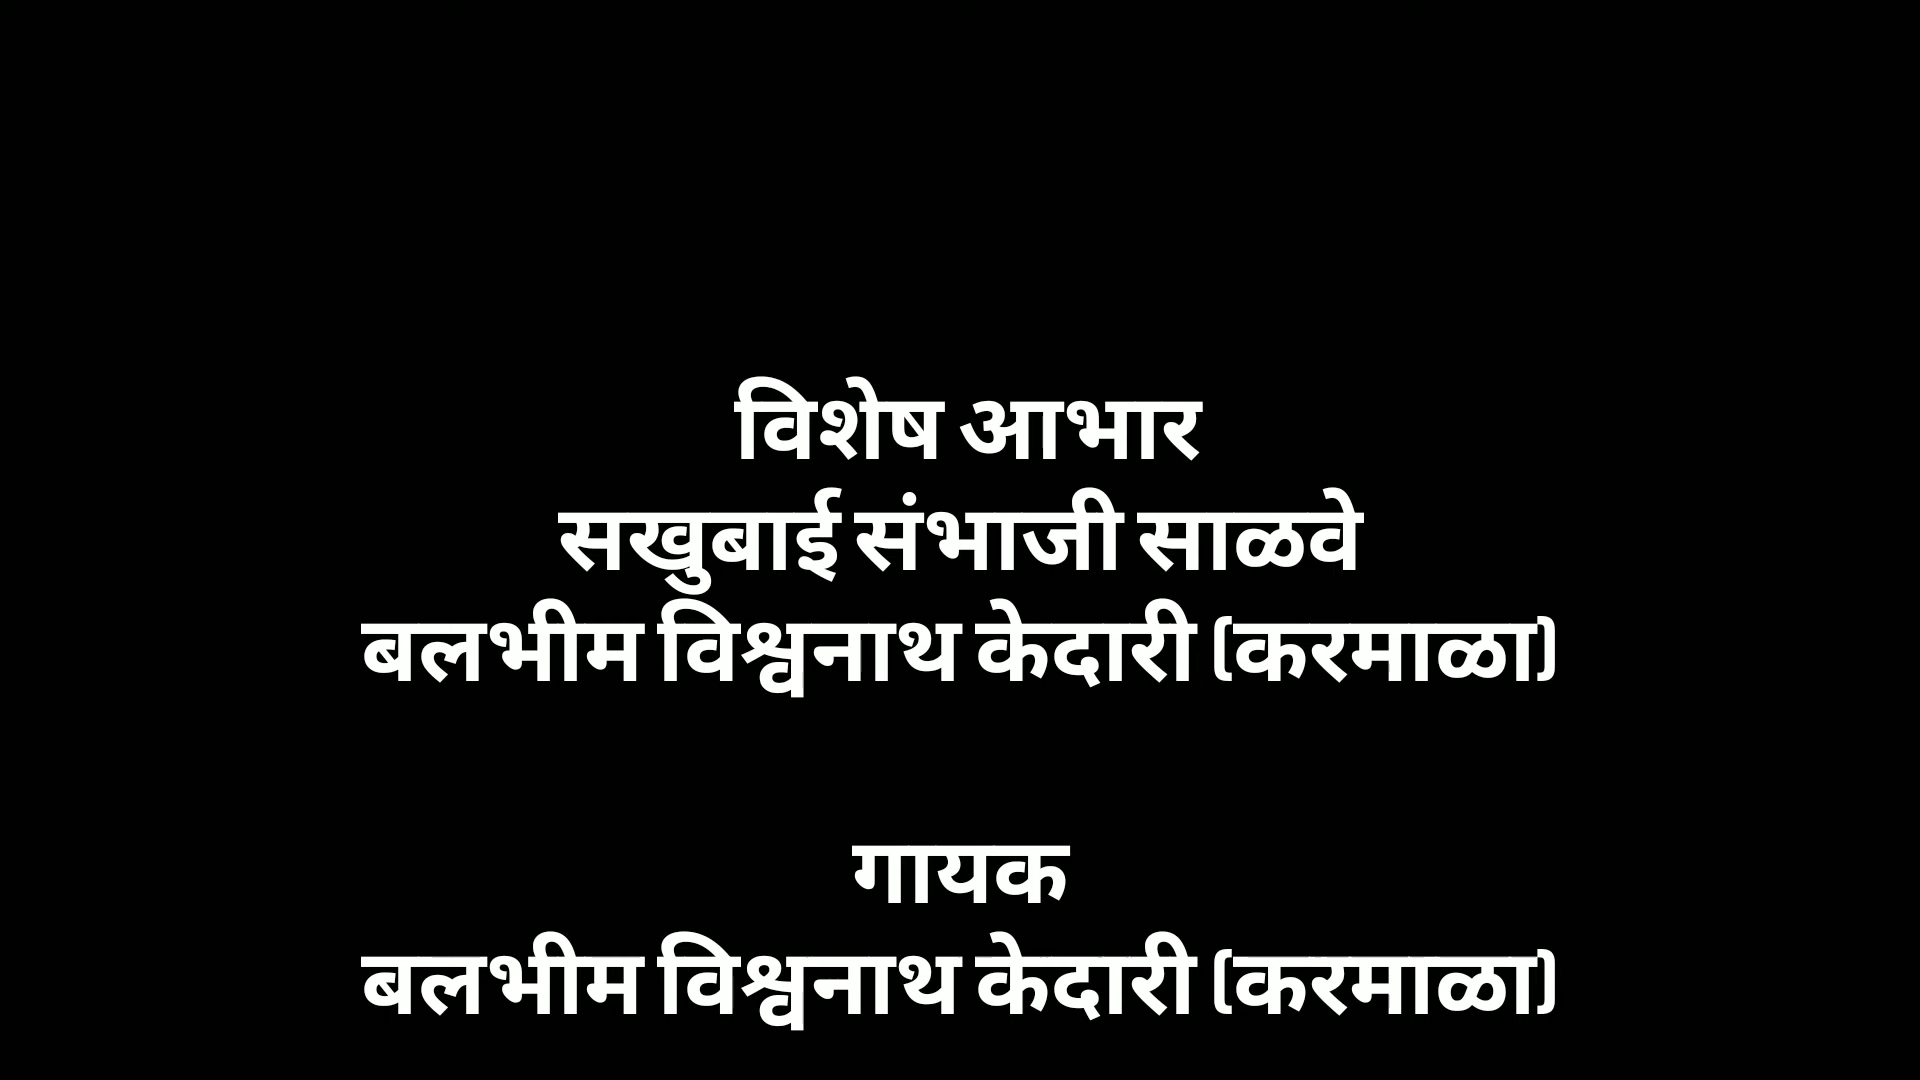 विशेष आभार
सखुबाई संभाजी साळवे
बलभीम विश्वनाथ केदारी (करमाळा)
गायक
बलभीम विश्वनाथ केदारी (करमाळा)